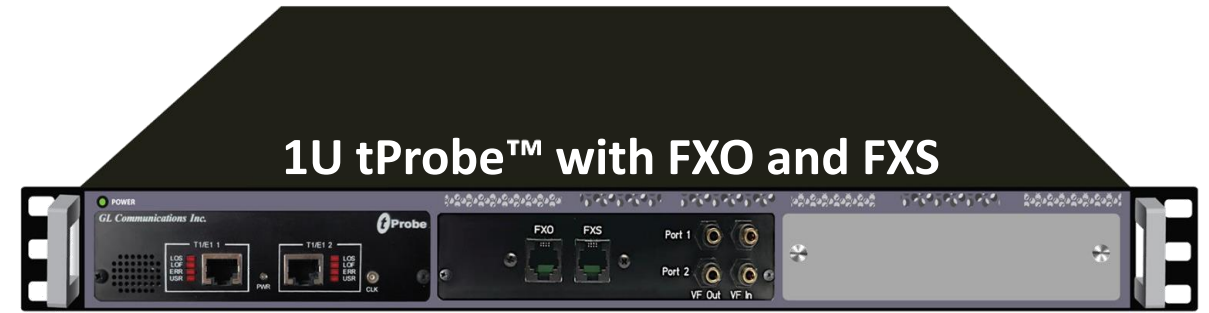 1U tProbe™ with FXO and FXS
POWER
GL Communications Inc.
tProbe
T1/E1 1
T1/E1 2
LOS
LOF
ERR
USR
PWR
LOS
LOF
ERR
USR
CLK
FXO
FXS
Port 1
Port 2
VF Out
VF In